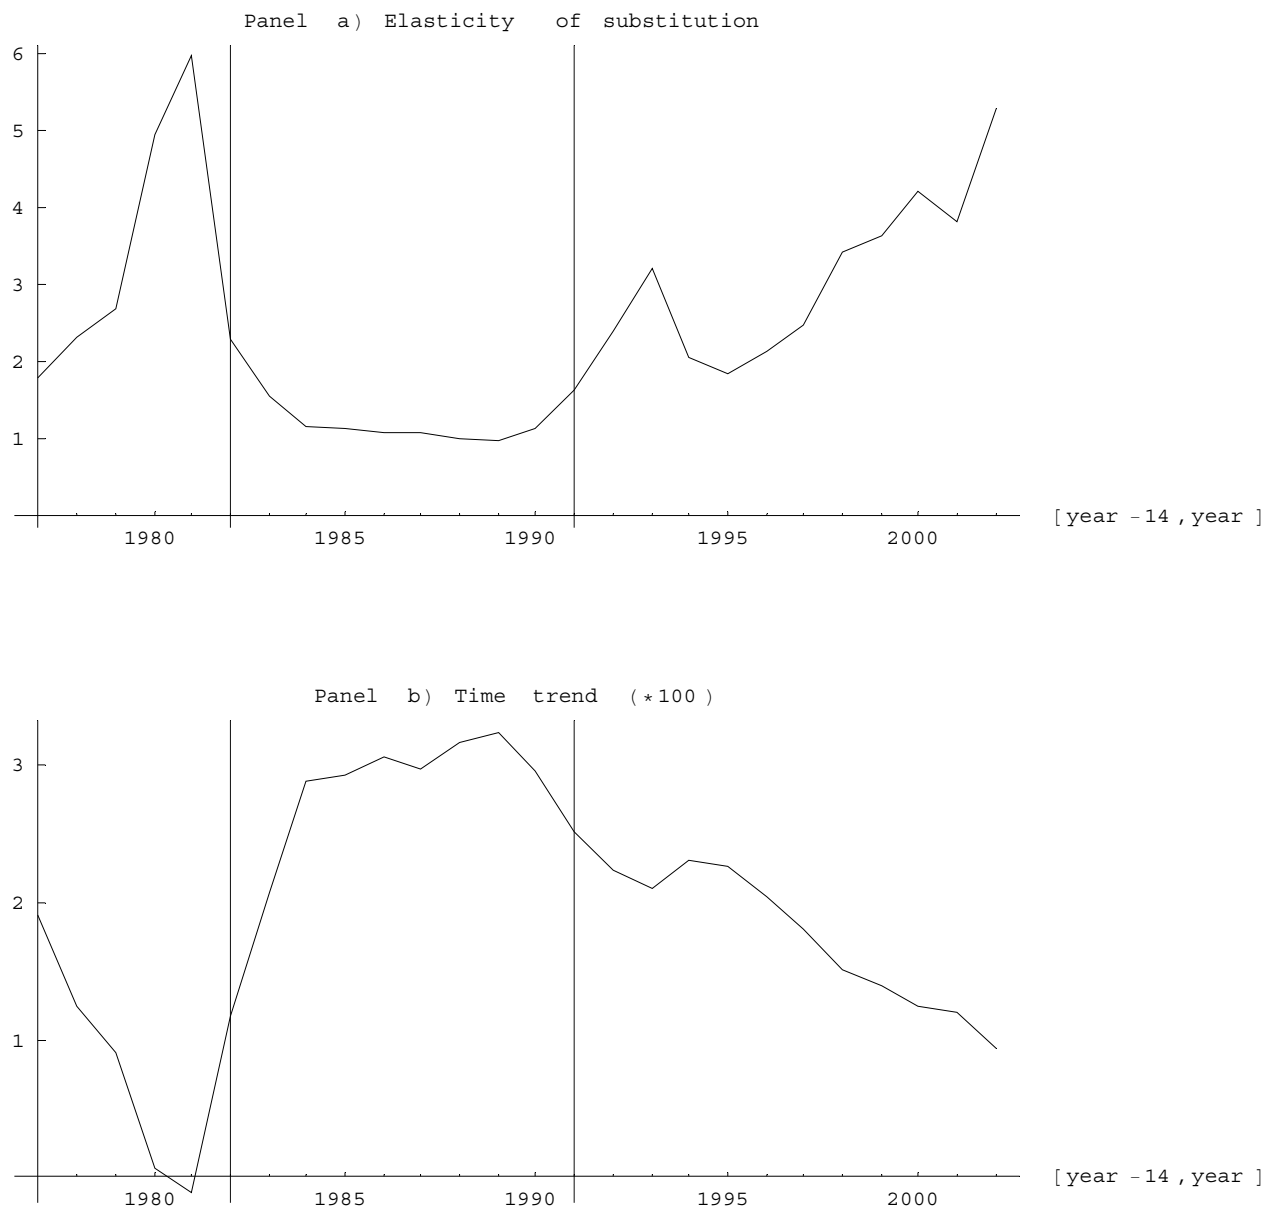 Panel a) Elasticity of substitution
6
5
4
3
2
1
1980 1985 1990 1995 2000 [year -14, year ]
Panel b) Time trend (*100 )
3
2
1
1980 1985 1990 1995 2000 [year -14, year ]